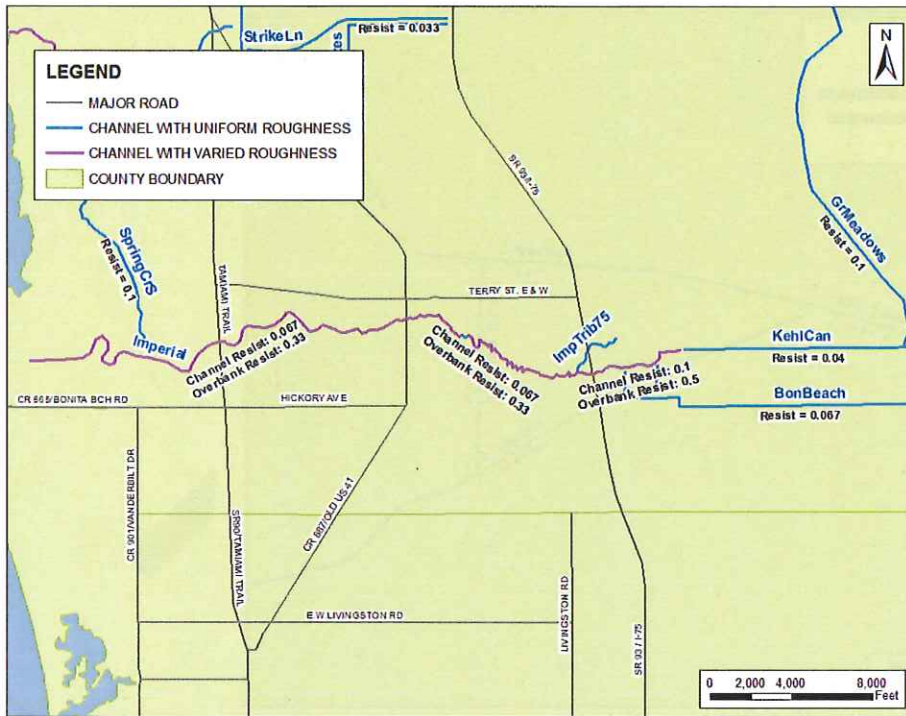 StrikeLn
Resist = 0.033
N
LEGEND
MAJOR ROAD
CHANNEL WITH UNIFORM ROUGHNESS
CHANNEL WITH VARIED ROUGHNESS
COUNTY BOUNDARY
SR 93/I-75
GrMeadows
Resist = 0.1
SpringCrS
Resist = 0.1
TAMIAMI TRAIL
TERRY ST. E & W
Imperial
Channel Resist: 0.067
Overbank Resist: 0.33
Channel Resist: 0.067
Overbank Resist: 0.33
ImpTrib75
Channel Resist: 0.1
Overbank Resist: 0.5
KehlCan
Resist = 0.04
BonBeach
Resist = 0.067
CR 865/BONITA BCH RD
HICKORY AVE
CR 901/VANDERBILT DR
SR90/TAMIAMI TRAIL
CR 887/OLD US 41
E W LIVINGSTON RD
LIVINGSTON RD
SR 93 / I-75
0 2,000 4,000 8,000
Feet